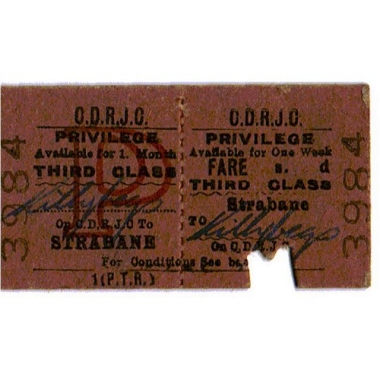 3984
C.D.R.J.C.
PRIVILEGE
Available for 1. Month
THIRD CLASS
Killybegs
On C.D.R.J.C To
STRABANE
P
C.D.R.J.C.
PRIVILEGE
Available for One Week
FARE s. d
THIRD CLASS
Strabane
TO Killybegs
On C.D.R.J.C
3984
For Conditions See
1 (P.T.R.)